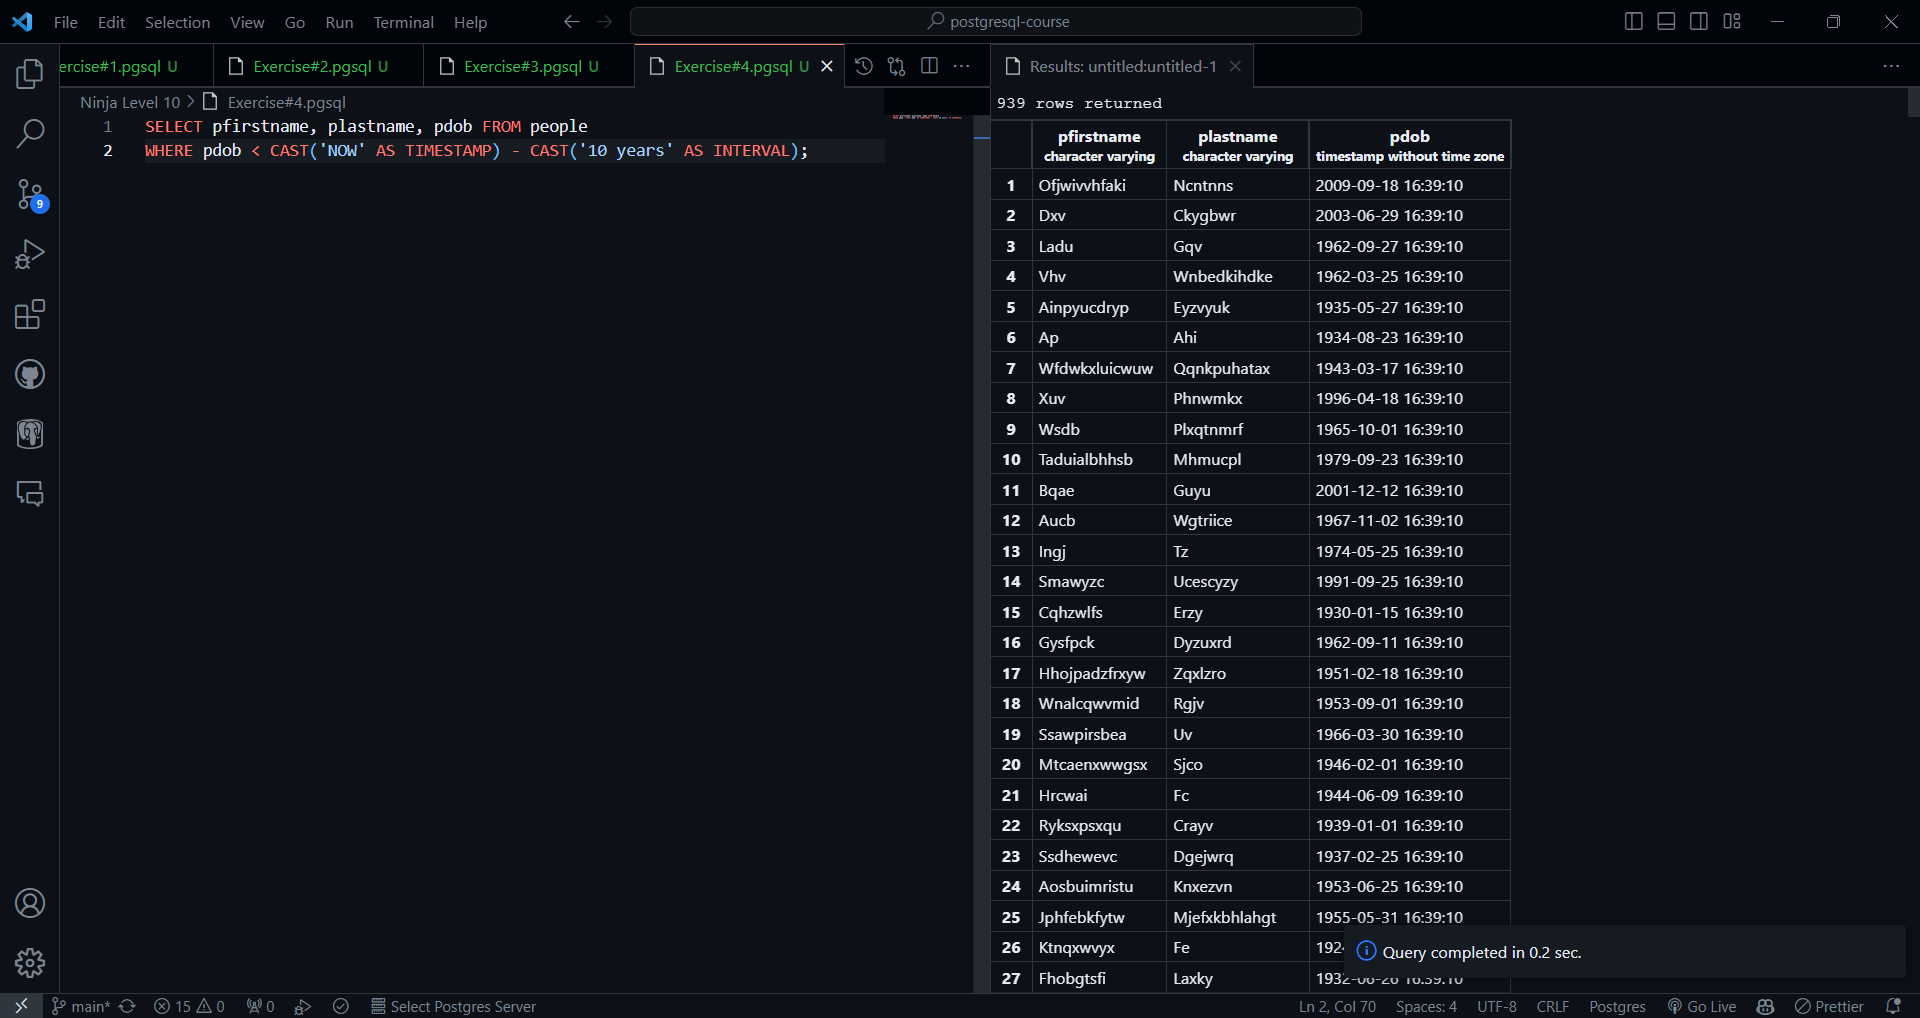 File Edit Selection View Go Run Terminal Help
postgresql-course
ercise#1.pgsql U
Exercise#2.pgsql U
Exercise#3.pgsql U
Exercise#4.pgsql U
Results: untitled:untitled-1
Ninja Level 10 > Exercise#4.pgsql
1 SELECT pfirstname, plastname, pdob FROM people
2 WHERE pdob < CAST('NOW' AS TIMESTAMP) - CAST('10 years' AS INTERVAL);
9
939 rows returned
pfirstname plastname pdob
character varying character varying timestamp without time zone
1 Ofjwivvhfaki Ncntnns 2009-09-18 16:39:10
2 Dxv Ckygbwr 2003-06-29 16:39:10
3 Ladu Gqv 1962-09-27 16:39:10
4 Vhv Wnbedkihdke 1962-03-25 16:39:10
5 Ainpyucdryp Eyzvyuk 1935-05-27 16:39:10
6 Ap Ahi 1934-08-23 16:39:10
7 Wfdwkxluicwuw Qqnkpuhatax 1943-03-17 16:39:10
8 Xuv Phnwmkx 1996-04-18 16:39:10
9 Wsdb Plxqtnmrf 1965-10-01 16:39:10
10 Taduialbhhsb Mhmucpl 1979-09-23 16:39:10
11 Bqae Guyu 2001-12-12 16:39:10
12 Aucb Wgtriice 1967-11-02 16:39:10
13 Ingj Tz 1974-05-25 16:39:10
14 Smawyzc Ucescyzy 1991-09-25 16:39:10
15 Cqhzwlfs Erzy 1930-01-15 16:39:10
16 Gysfpck Dyzuxrd 1962-09-11 16:39:10
17 Hhojpadzfrxyw Zqxlzro 1951-02-18 16:39:10
18 Wnalcqwvmid Rgjv 1953-09-01 16:39:10
19 Ssawpirsbea Uv 1966-03-30 16:39:10
20 Mtcaenxwwgsx Sjco 1946-02-01 16:39:10
21 Hrcwai Fc 1944-06-09 16:39:10
22 Ryksxpsxqu Crayv 1939-01-01 16:39:10
23 Ssdhewevc Dgejwrq 1937-02-25 16:39:10
24 Aosbuimristu Knxezvn 1953-06-25 16:39:10
25 Jphfebkfytw Mjefxkbhlahgt 1955-05-31 16:39:10
26 Ktnqxwvyx Fe 192
27 Fhobgtsfi Laxky 1932-06-26 16:39:10
Query completed in 0.2 sec.
main* 15 0 0 Select Postgres Server Ln 2, Col 70 Spaces: 4 UTF-8 CRLF Postgres Go Live Prettier